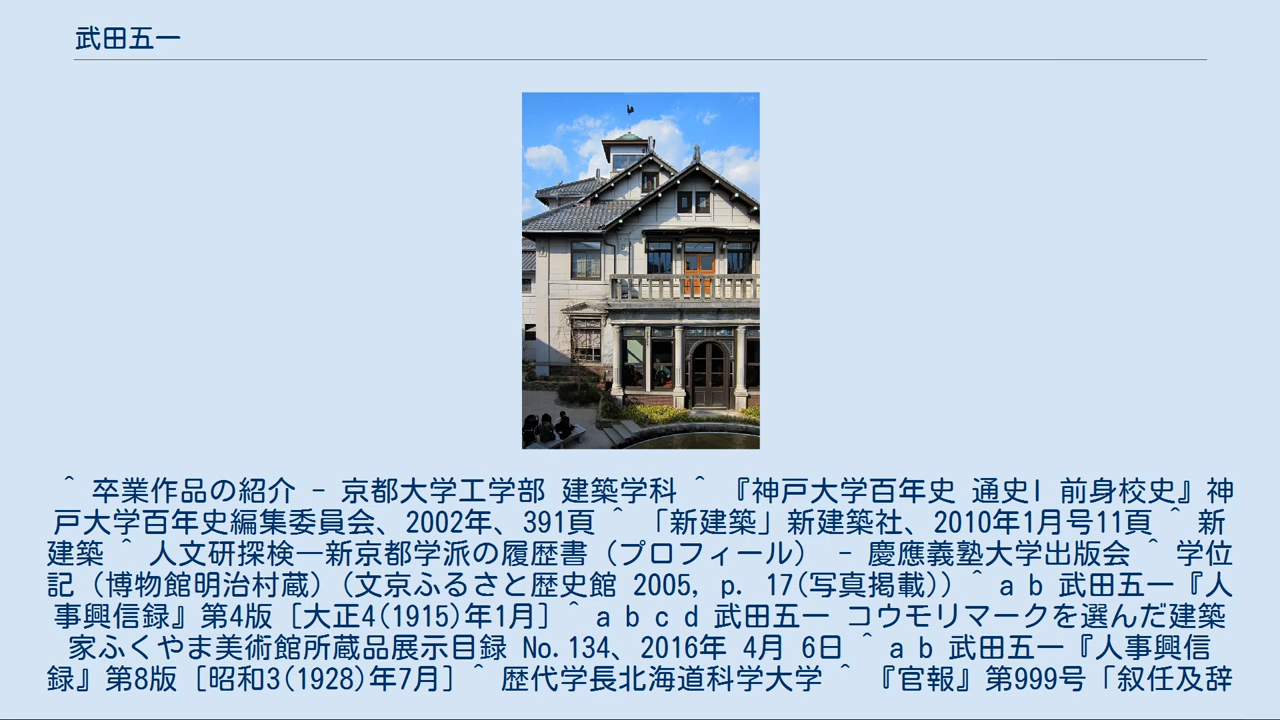 武田五一
^ 卒業作品の紹介 - 京都大学工学部 建築学科 ^ 『神戸大学百年史 通史I 前身校史』神
戸大学百年史編集委員会、2002年、391頁 ^ 「新建築」新建築社、2010年1月号11頁 ^ 新
建築 ^ 人文研探検―新京都学派の履歴書（プロフィール） - 慶應義塾大学出版会 ^ 学位
記（博物館明治村蔵）（文京ふるさと歴史館 2005, p. 17(写真掲載)）^ a b 武田五一『人
事興信録』第4版［大正4(1915)年1月］^ a b c d 武田五一 コウモリマークを選んだ建築
家ふくやま美術館所蔵品展示目録 No.134、2016年 4月 6日 ^ a b 武田五一『人事興信
録』第8版［昭和3(1928)年7月］^ 歴代学長北海道科学大学 ^ 『官報』第999号「叙任及辞